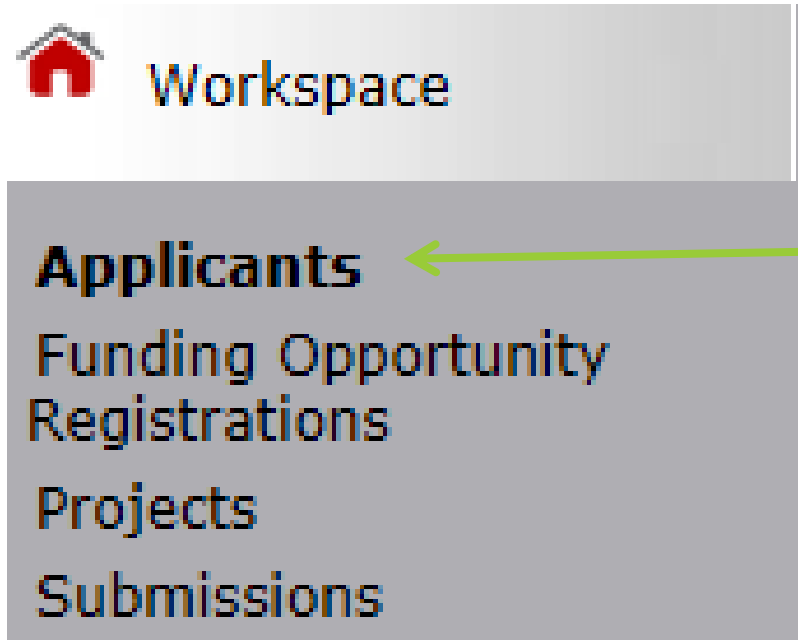 Workspace
Applicants
Funding Opportunity
Registrations
Projects
Submissions